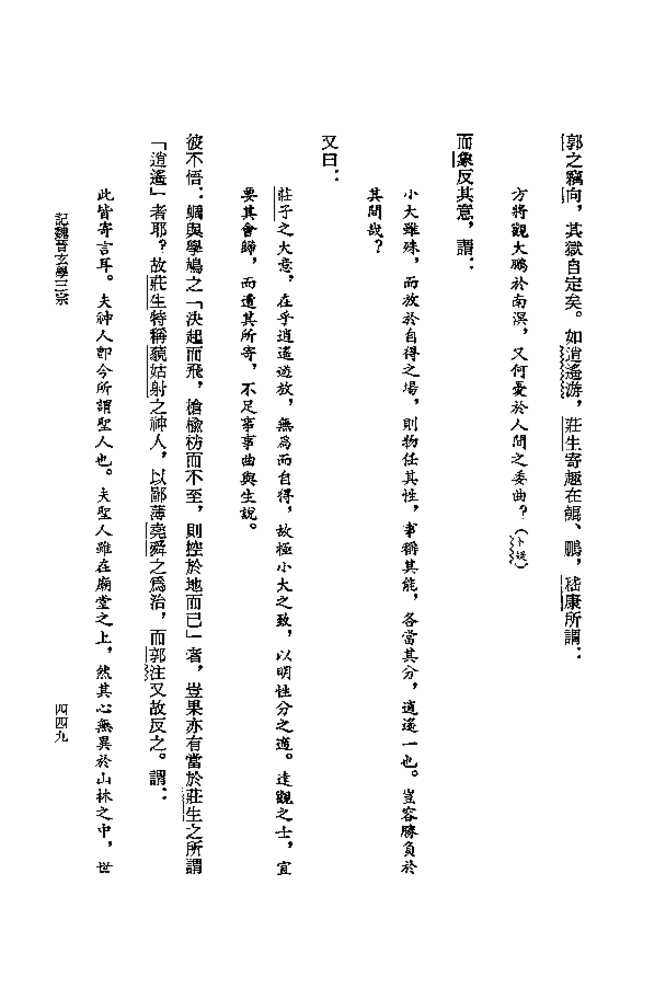 郭之竊向，其獄自定矣。如逍遙游，莊生寄趣在鯤、鵬，嵇康所謂：
方將觀大鵬於南溟，又何憂於人間之委曲？（卜疑）
而象反其意，謂：
小大雖殊，而放於自得之場，則物任其性，事稱其能，各當其分，逍遙一也。豈容勝負於
其間哉？
又曰：
莊子之大意，在乎逍遙遊放，無為而自得，故極小大之致，以明性分之適。達觀之士，宜
要其會歸，而遺其所寄，不足事事曲與生說。
彼不悟：蜩與學鳩之「決起而飛，槍榆枋而不至，則控於地而已」者，豈果亦有當於莊生之所謂
「逍遙」者耶？故莊生特稱藐姑射之神人，以鄙薄堯舜之為治，而郭注又故反之。謂：
此皆寄言耳。夫神人卽今所謂聖人也。夫聖人雖在廟堂之上，然其心無異於山林之中，世
記魏晉玄學三宗
四四九